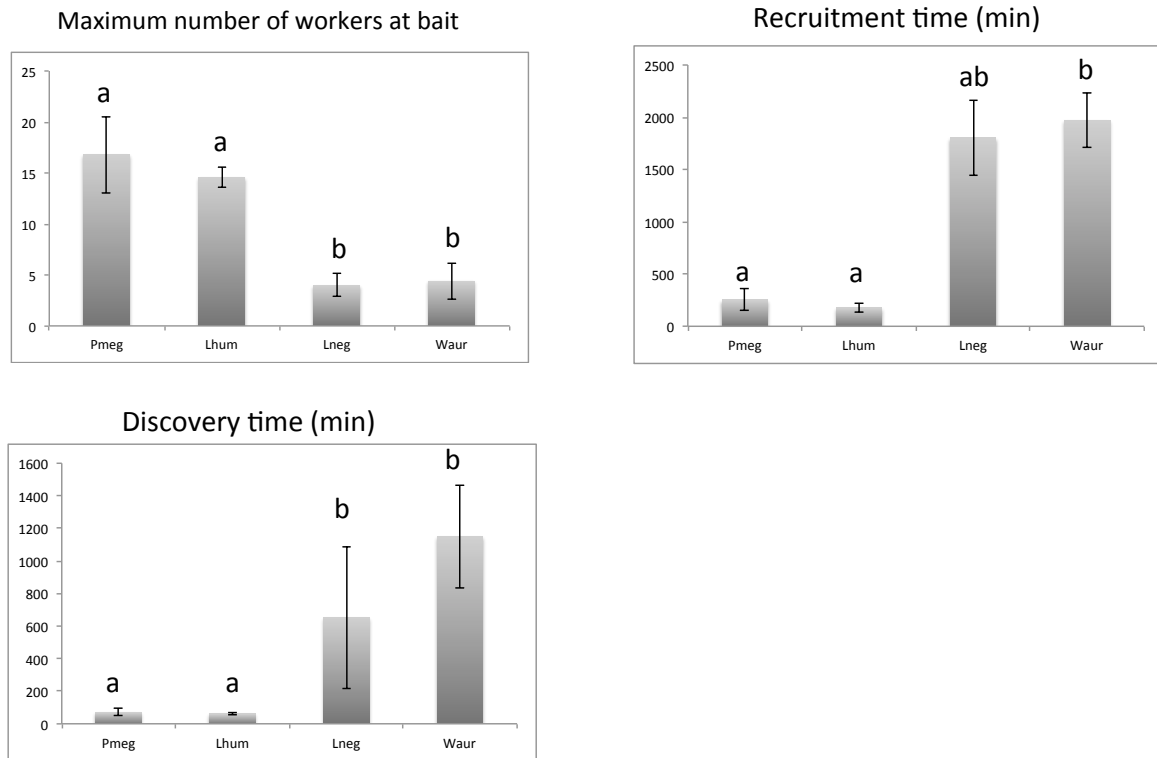 Maximum number of workers at bait
25
20
15
10
5
0
a
a
b
b
Pmeg Lhum Lneg Waur
Recruitment time (min)
2500
2000
1500
1000
500
0
a
a
ab
b
Pmeg Lhum Lneg Waur
Discovery time (min)
1600
1400
1200
1000
800
600
400
200
0
a
a
b
b
Pmeg Lhum Lneg Waur